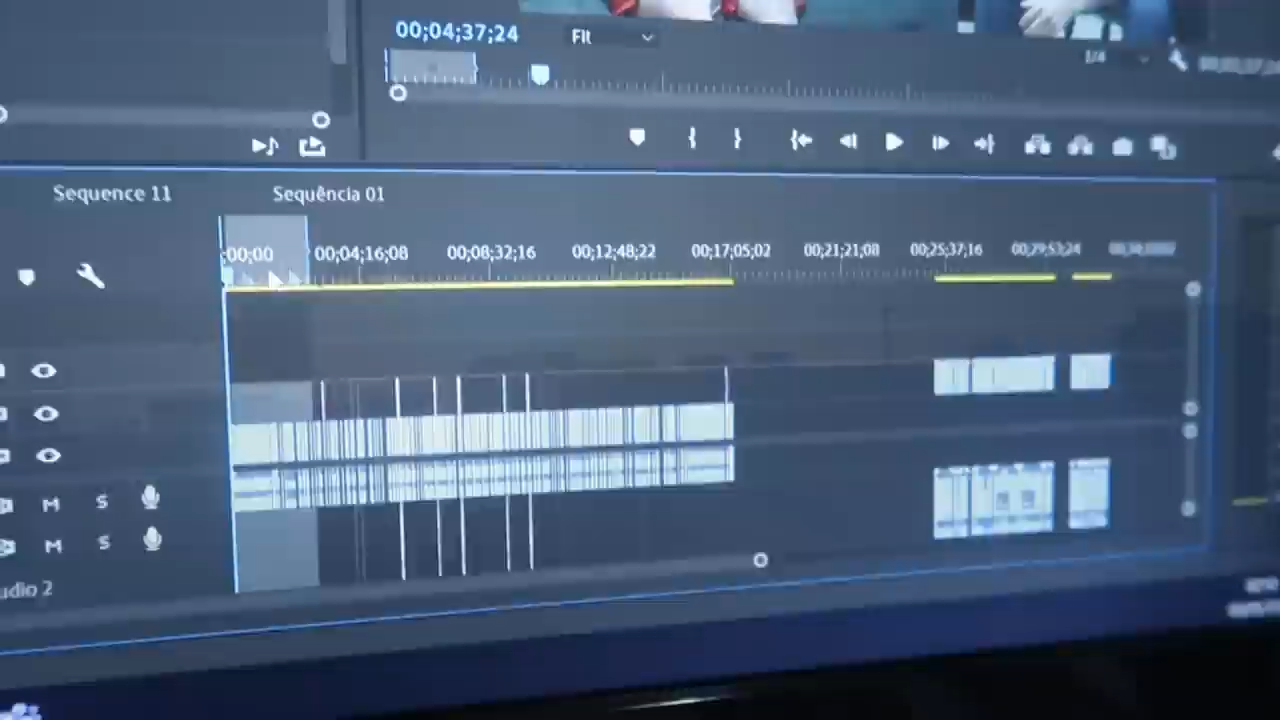 00;04;37;24 Fit
1/4
Sequence 11 Sequência 01
;00;00 00;04;16;08 00;08;32;16 00;12;48;22 00;17;05;02 00;21;21;08 00;25;37;16 00;29;53;24
M S
M S
udio 2